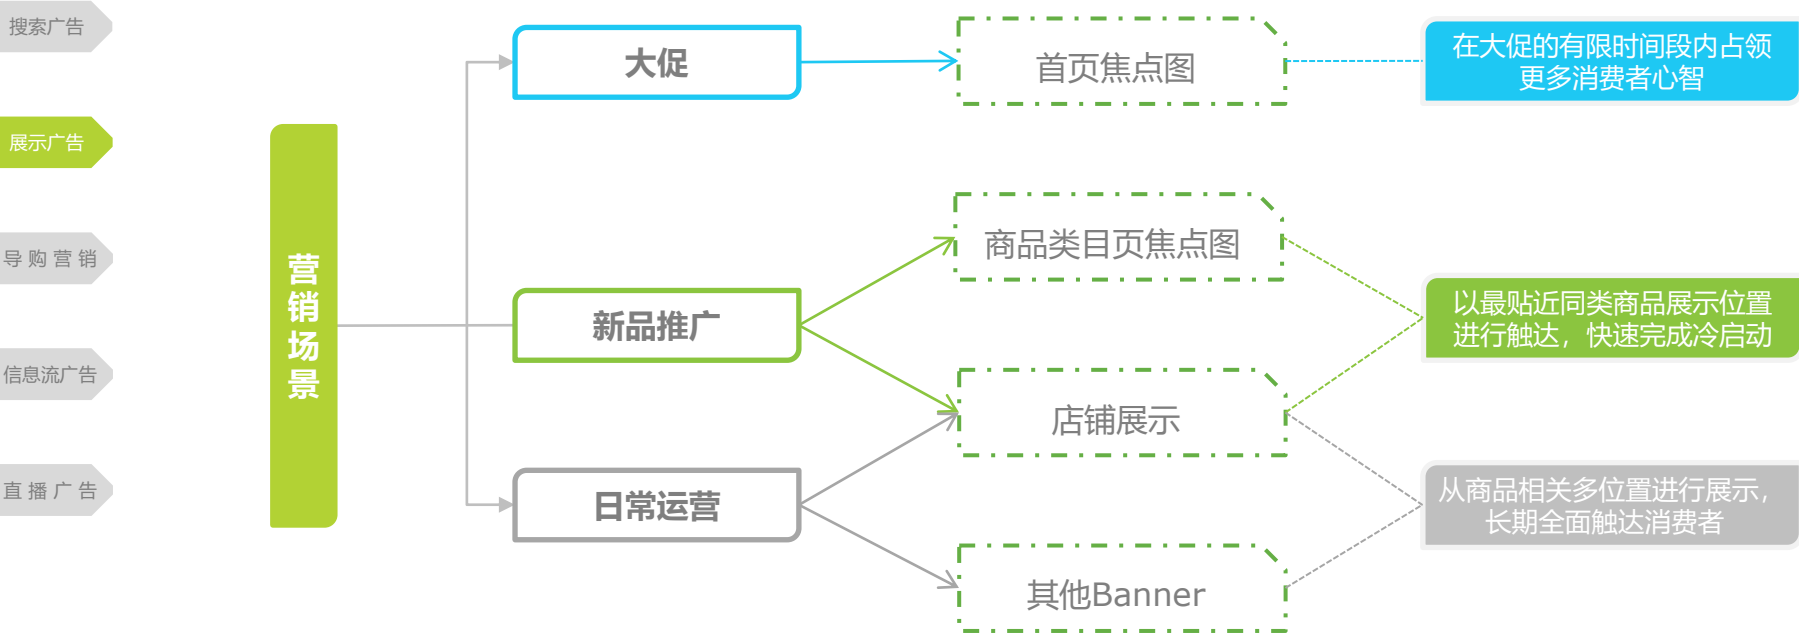 搜索广告
展示广告
导购营销
信息流广告
直播广告
营
销
场
景
大促
新品推广
日常运营
首页焦点图
商品类目页焦点图
店铺展示
其他Banner
在大促的有限时间段内占领
更多消费者心智
以最贴近同类商品展示位置
进行触达，快速完成冷启动
从商品相关多位置进行展示，
长期全面触达消费者